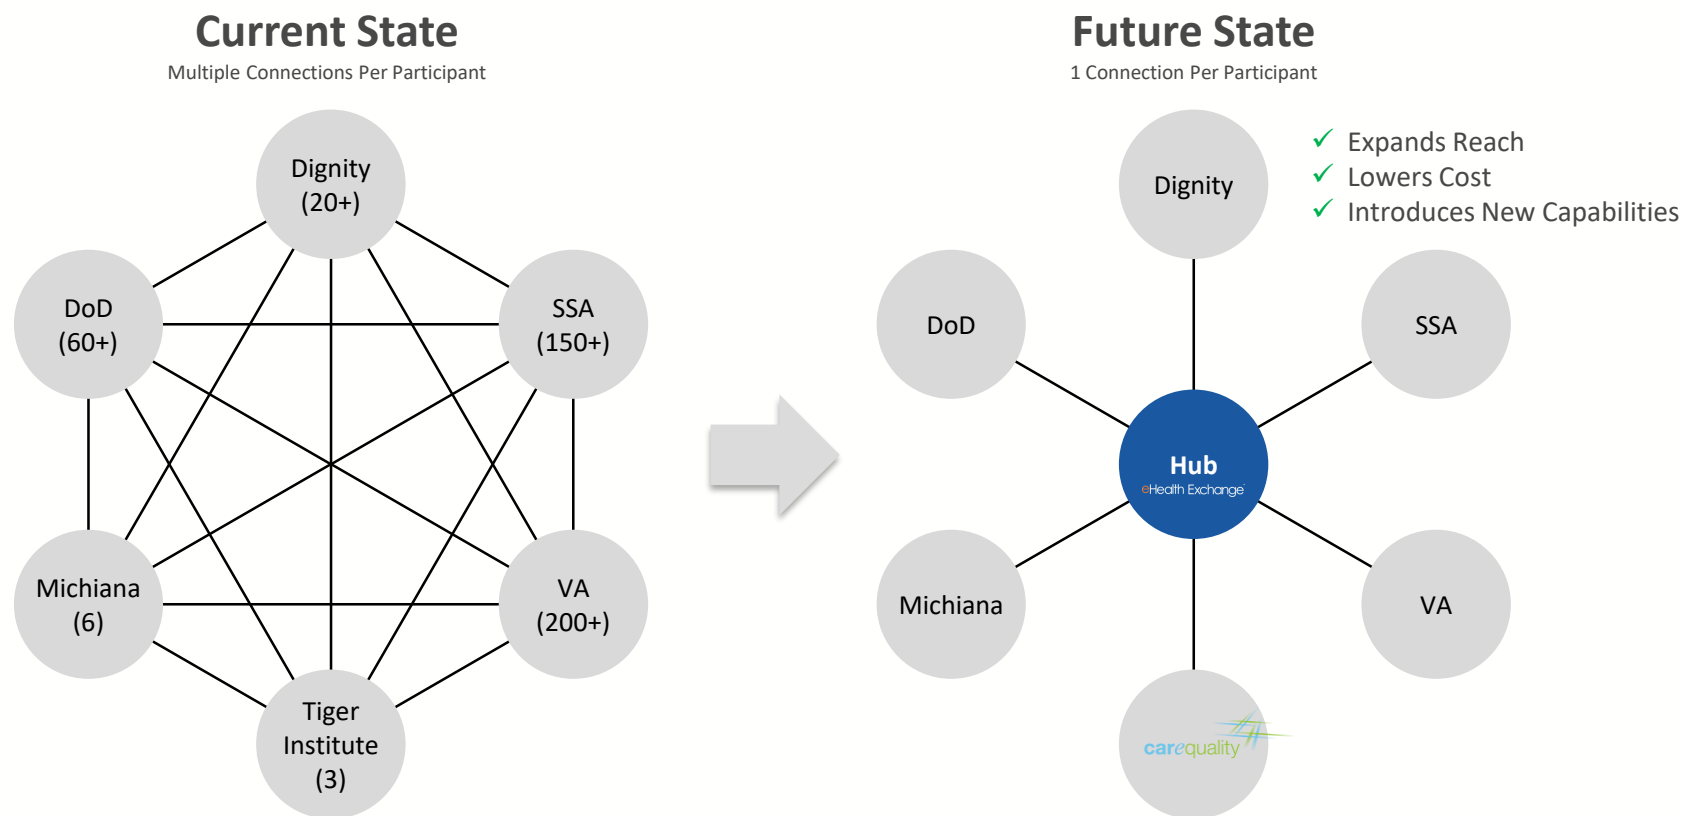 Current State
Multiple Connections Per Participant
Dignity
(20+)
DoD
(60+)
SSA
(150+)
Michiana
(6)
VA
(200+)
Tiger
Institute
(3)
Future State
1 Connection Per Participant
✓ Expands Reach
✓ Lowers Cost
✓ Introduces New Capabilities
Dignity
DoD
SSA
Hub
eHealth Exchange
Michiana
VA
carequality